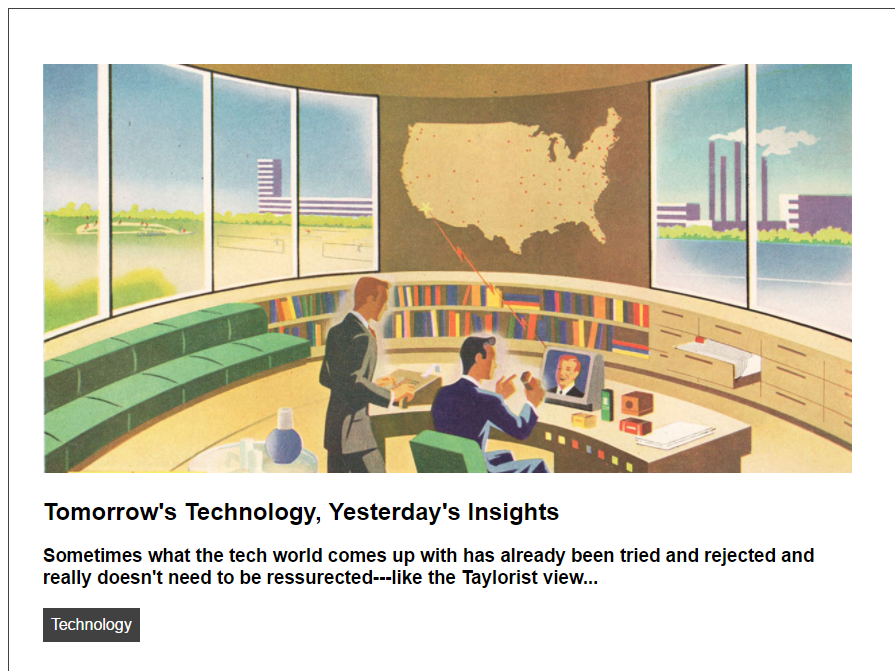 Tomorrow's Technology, Yesterday's Insights
Sometimes what the tech world comes up with has already been tried and rejected and
really doesn't need to be ressurected---like the Taylorist view...
Technology